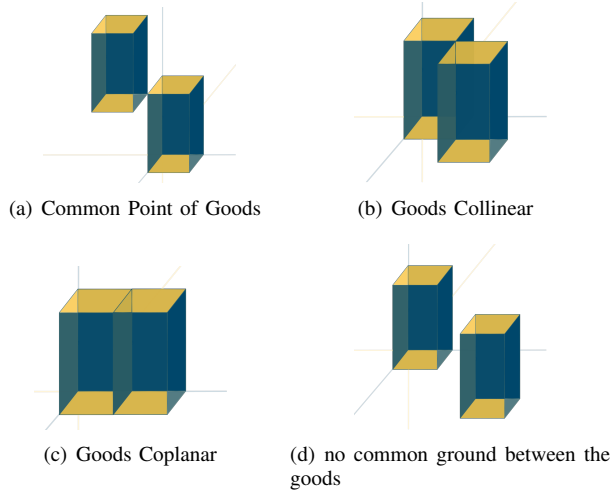 (a) Common Point of Goods
(b) Goods Collinear
(c) Goods Coplanar
(d) no common ground between the
goods